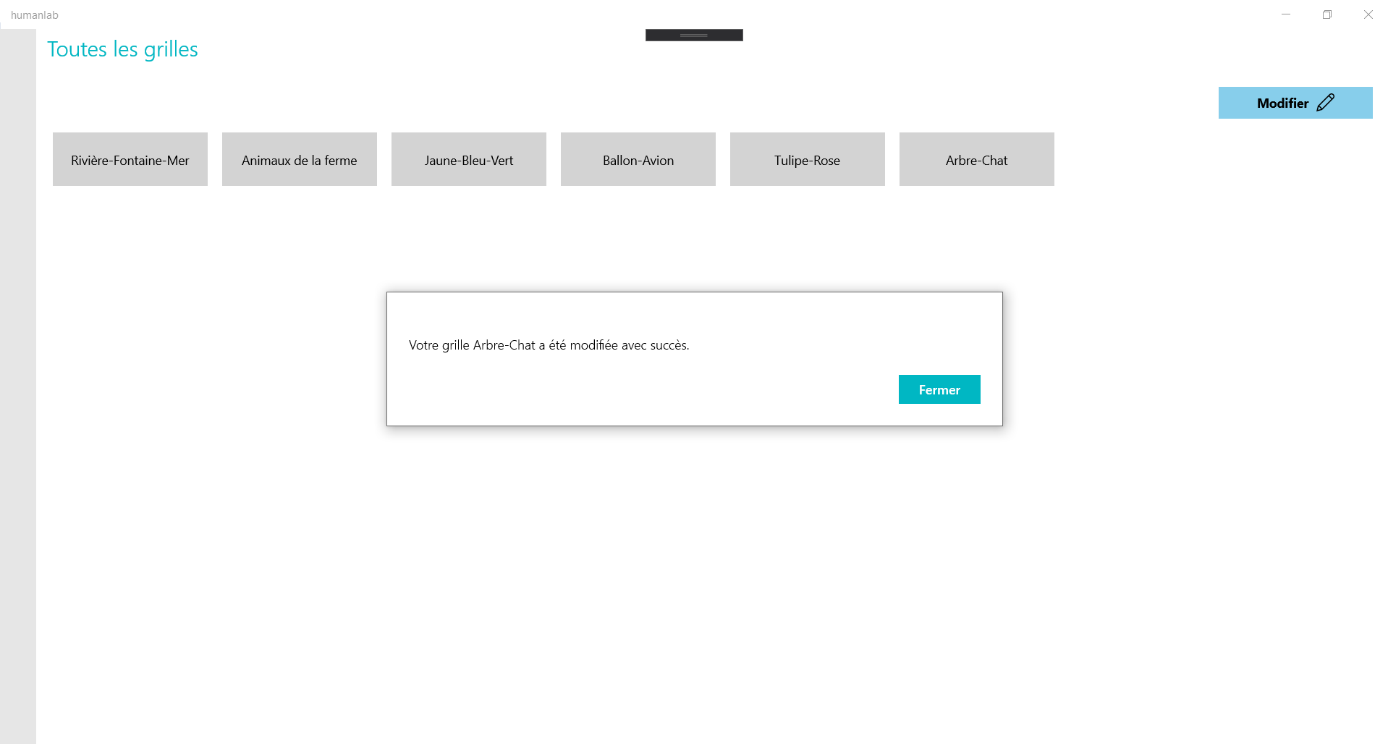 humanlab
Toutes les grilles
Modifier
Rivière-Fontaine-Mer
Animaux de la ferme
Jaune-Bleu-Vert
Ballon-Avion
Tulipe-Rose
Arbre-Chat
Votre grille Arbre-Chat a été modifiée avec succès.
Fermer